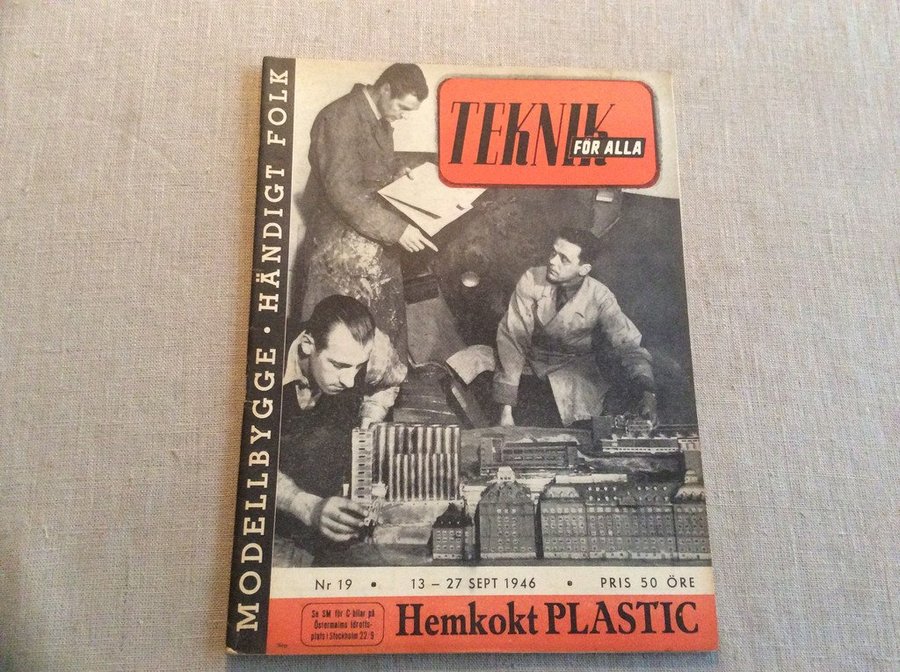 TEKNIK
FÖR ALLA
MODELLBYGGE · HÄNDIGT FOLK
Nr 19 • 13 – 27 SEPT 1946 • PRIS 50 ÖRE
Se SM för C-bilar på
Östermalms Idrotts-
plats i Stockholm 22/9
Hemkokt PLASTIC